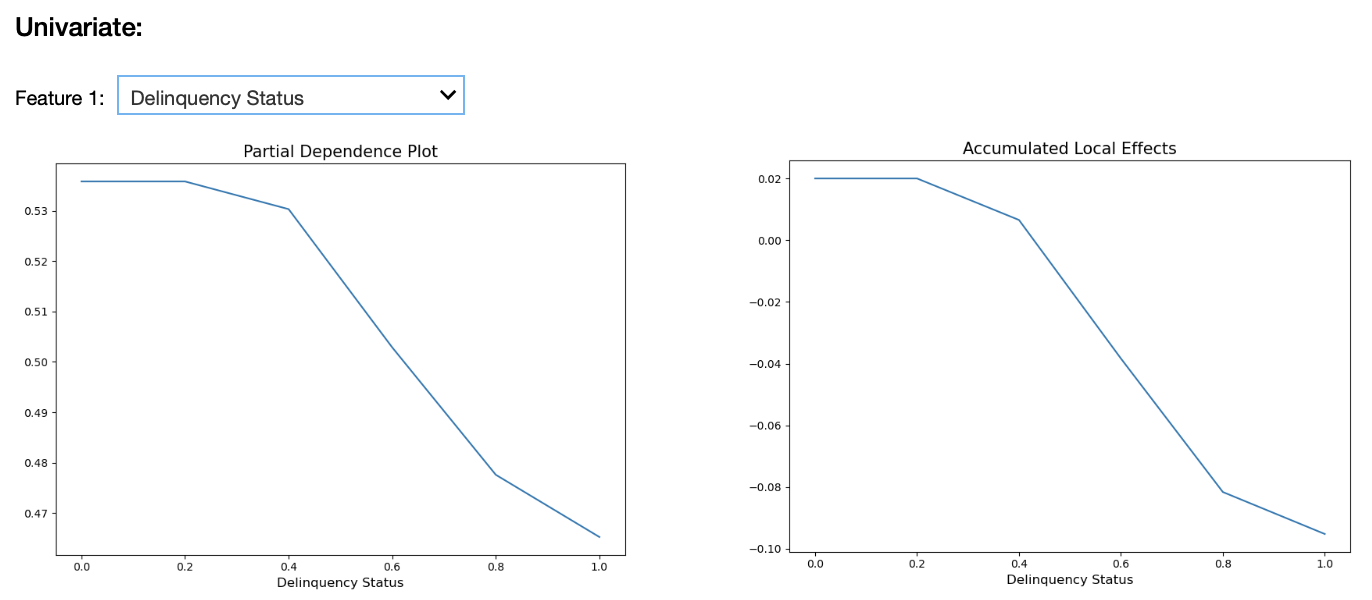 Univariate:
Feature 1: Delinquency Status
Partial Dependence Plot
0.53
0.52
0.51
0.50
0.49
0.48
0.47
0.0 0.2 0.4 0.6 0.8 1.0
Delinquency Status
Accumulated Local Effects
0.02
0.00
−0.02
−0.04
−0.06
−0.08
−0.10
0.0 0.2 0.4 0.6 0.8 1.0
Delinquency Status